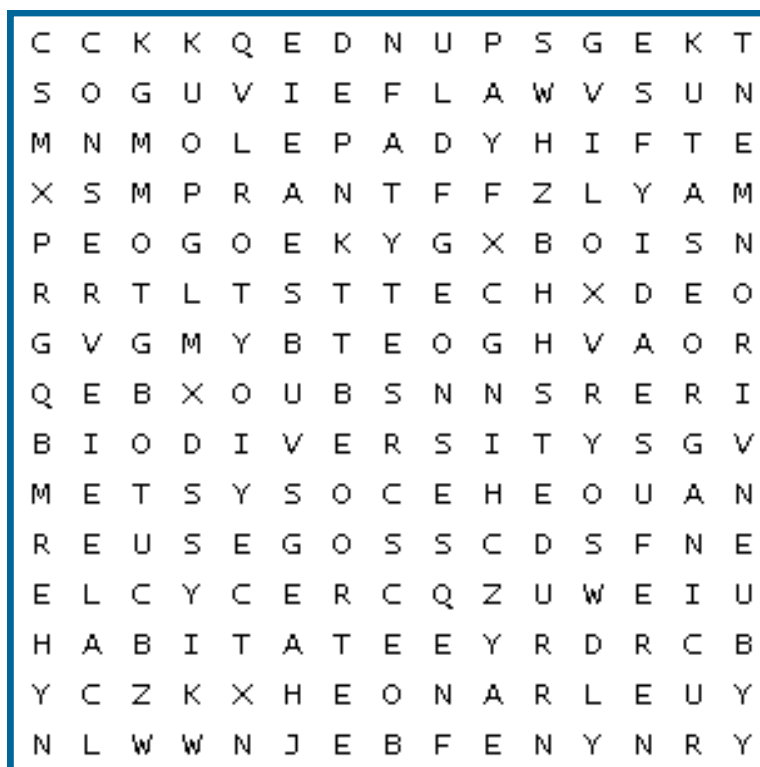 C C K K Q E D N U P S G E K T
S O G U V I E F L A W V S U N
M N M O L E P A D Y H I F T E
X S M P R A N T F F Z L Y A M
P E O G O E K Y G X B O I S N
R R T L T S T T E C H X D E O
G V G M Y B T E O G H V A O R
Q E B X O U B S N N S R E R I
B I O D I V E R S I T Y S G V
M E T S Y S O C E H E O U A N
R E U S E G O S S C D S F N E
E L C Y C E R C Q Z U W E I U
H A B I T A T E E Y R D R C B
Y C Z K X H E O N A R L E U Y
N L W W N J E B F E N Y N R Y